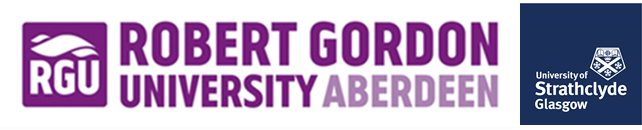 RGU
ROBERT GORDON
UNIVERSITY ABERDEEN
University of
Strathclyde
Glasgow